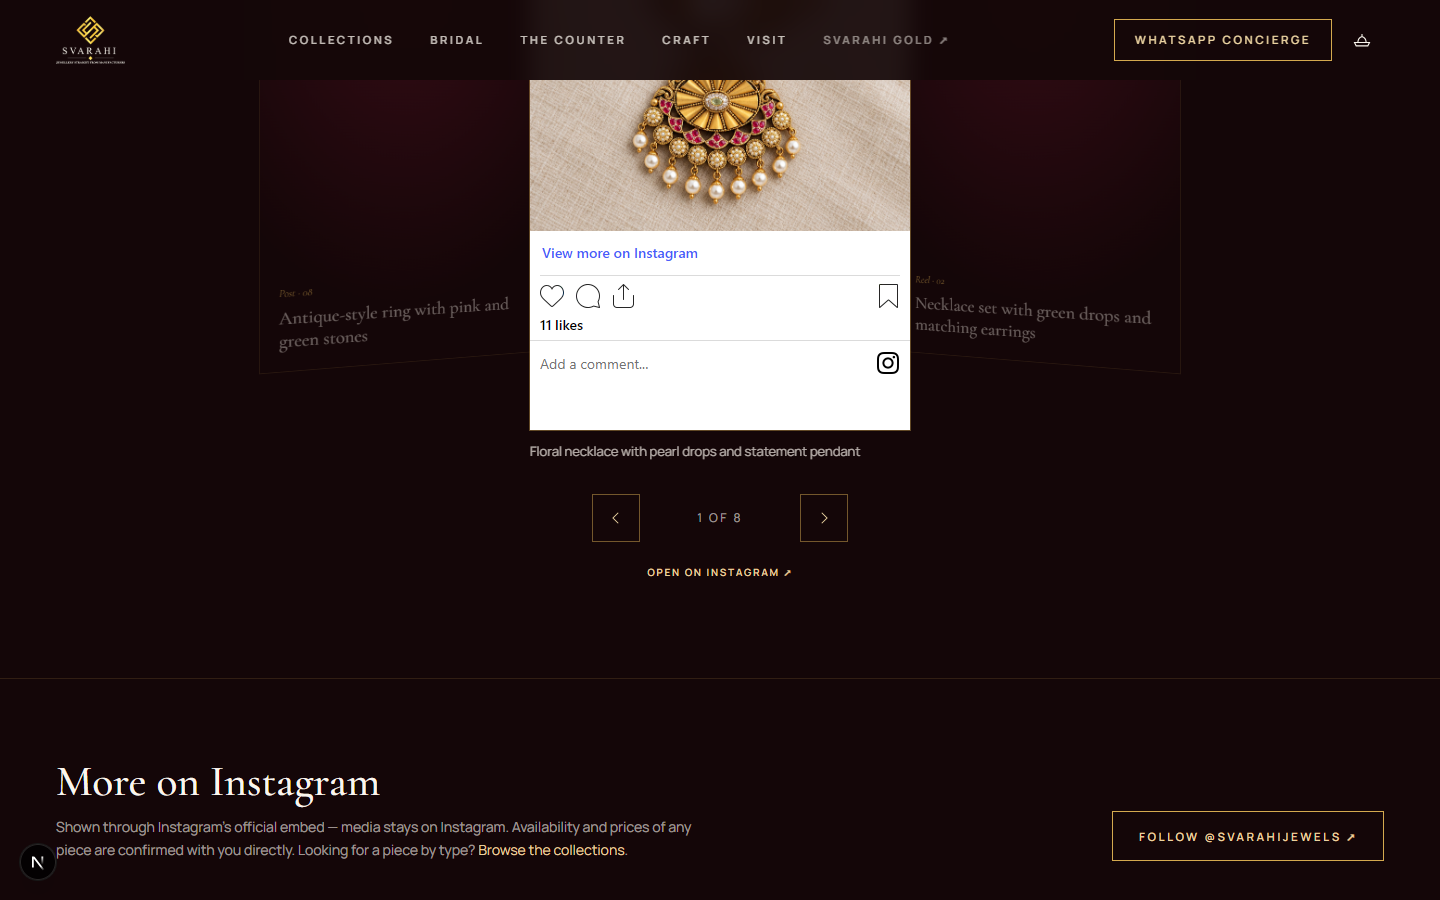 SVARAHI
COLLECTIONS
BRIDAL
THE COUNTER
CRAFT
VISIT
SVARAHI GOLD ↗
WHATSAPP CONCIERGE
Post · 08
Antique-style ring with pink and
green stones
View more on Instagram
11 likes
Add a comment...
Reel · 02
Necklace set with green drops and
matching earrings
Floral necklace with pearl drops and statement pendant
1 OF 8
OPEN ON INSTAGRAM ↗
More on Instagram
Shown through Instagram's official embed — media stays on Instagram. Availability and prices of any
piece are confirmed with you directly. Looking for a piece by type? Browse the collections.
FOLLOW @SVARAHIJEWELS ↗
N